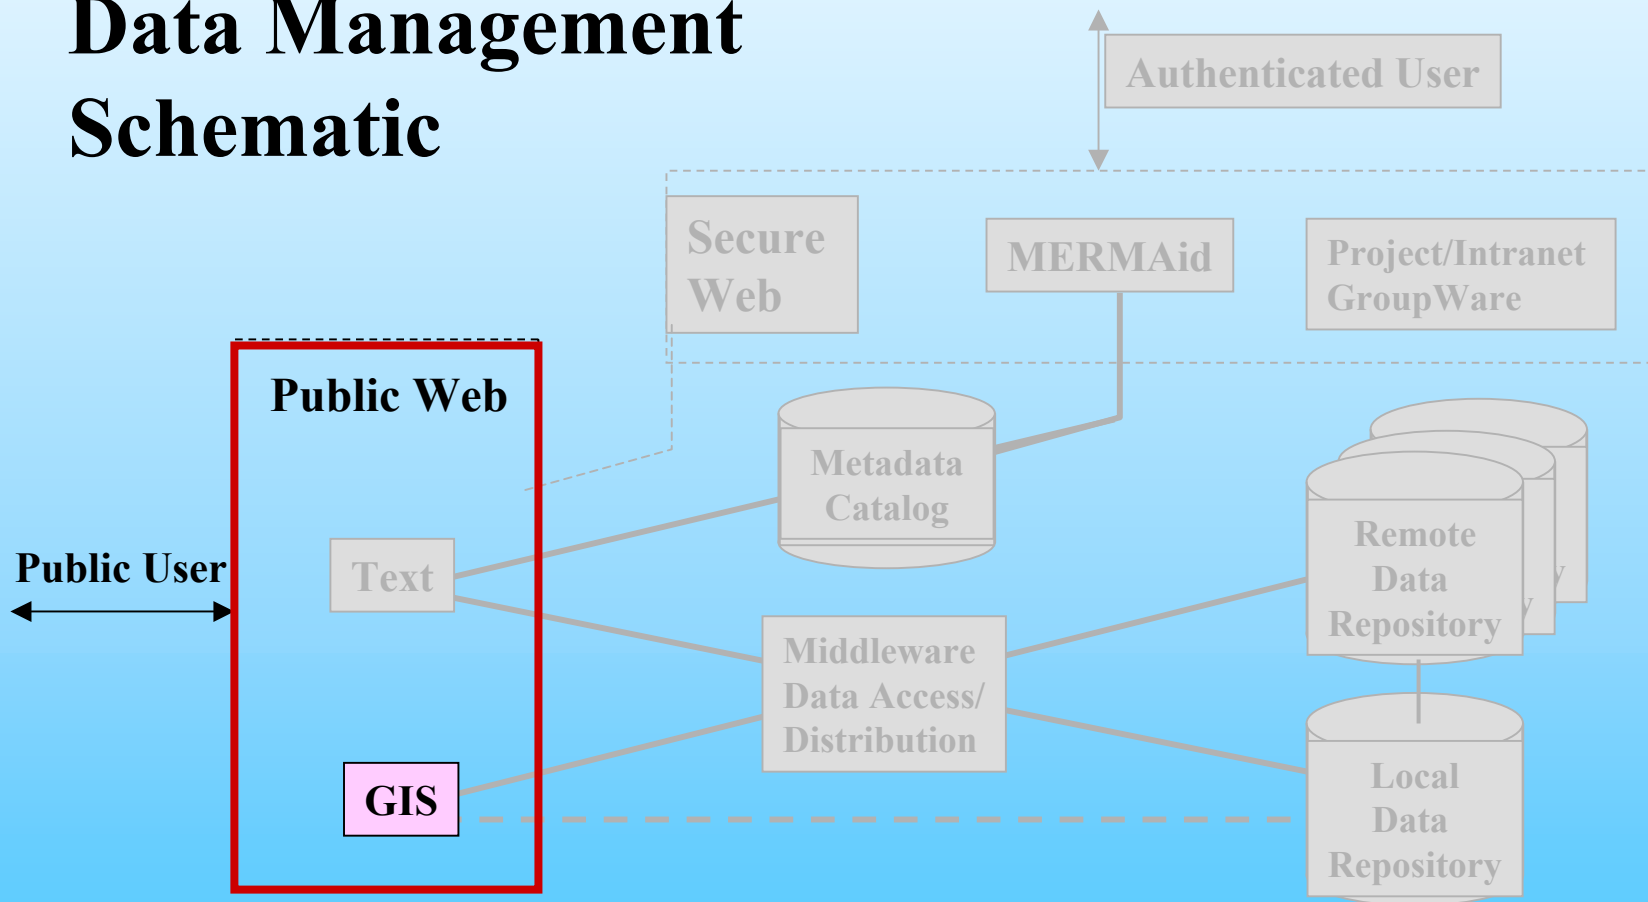 Data Management
Schematic
Authenticated User
Secure
Web
MERMAid
Project/Intranet
GroupWare
Public Web
Metadata
Catalog
Remote
Data
Repository
y
y
Public User
Text
Middleware
Data Access/
Distribution
GIS
Local
Data
Repository